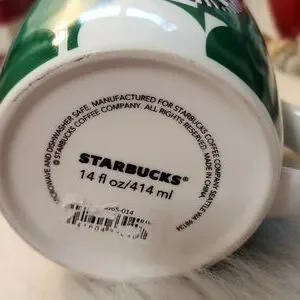 MICROWAVE AND DISHWASHER SAFE. MANUFACTURED FOR STARBUCKS COFFEE COMPANY SEATTLE, WA 98134
© STARBUCKS COFFEE COMPANY. ALL RIGHTS RESERVED. MADE IN CHINA.
STARBUCKS®
14 fl oz/414 ml